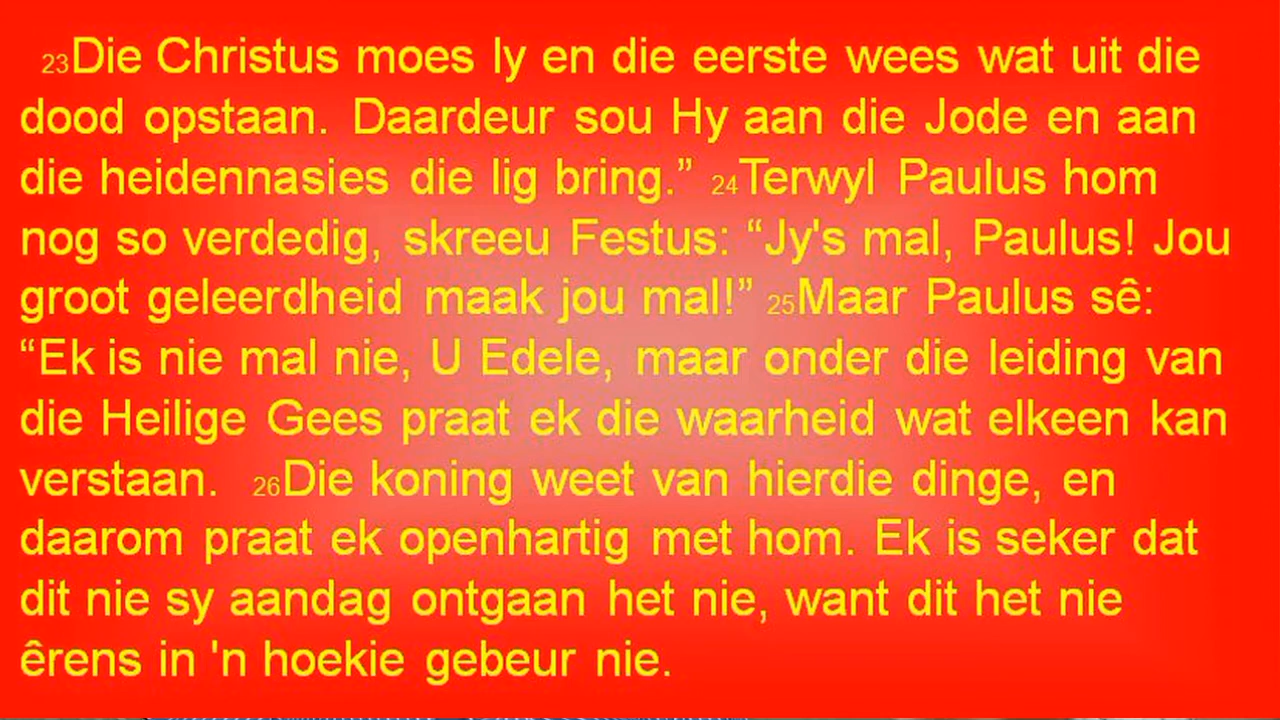 23Die Christus moes ly en die eerste wees wat uit die
dood opstaan. Daardeur sou Hy aan die Jode en aan
die heidennasies die lig bring.” 24Terwyl Paulus hom
nog so verdedig, skreeu Festus: “Jy's mal, Paulus! Jou
groot geleerdheid maak jou mal!” 25Maar Paulus sê:
“Ek is nie mal nie, U Edele, maar onder die leiding van
die Heilige Gees praat ek die waarheid wat elkeen kan
verstaan. 26Die koning weet van hierdie dinge, en
daarom praat ek openhartig met hom. Ek is seker dat
dit nie sy aandag ontgaan het nie, want dit het nie
êrens in 'n hoekie gebeur nie.